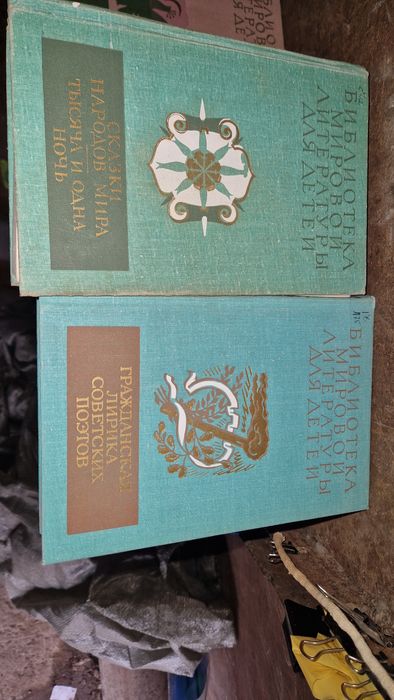 БИБЛИОТЕКА
МИРОВОЙ
ЛИТЕРАТУРЫ
ДЛЯ ДЕТЕЙ
СКАЗКИ
НАРОДОВ МИРА
ТЫСЯЧА И ОДНА
НОЧЬ
БИБЛИОТЕКА
МИРОВОЙ
ЛИТЕРАТУРЫ
ДЛЯ ДЕТЕЙ
ГРАЖДАНСКАЯ
ЛИРИКА
СОВЕТСКИХ
ПОЭТОВ